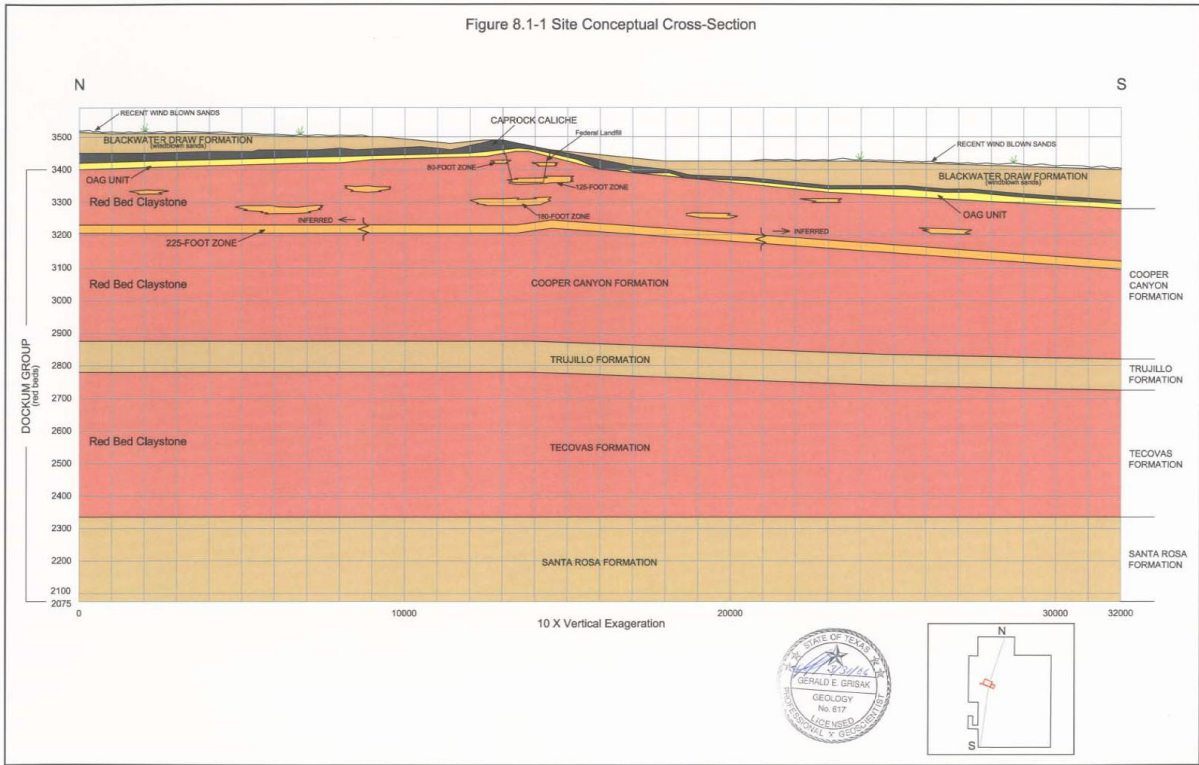 Figure 8.1-1 Site Conceptual Cross-Section
N
S
RECENT WIND BLOWN SANDS
CAPROCK CALICHE
Federal Landfill
BLACKWATER DRAW FORMATION
(windblown sands)
80-FOOT ZONE
RECENT WIND BLOWN SANDS
OAG UNIT
125-FOOT ZONE
BLACKWATER DRAW FORMATION
(windblown sands)
Red Bed Claystone
180-FOOT ZONE
OAG UNIT
INFERRED
INFERRED
225-FOOT ZONE
Red Bed Claystone
COOPER CANYON FORMATION
COOPER
CANYON
FORMATION
TRUJILLO FORMATION
TRUJILLO
FORMATION
Red Bed Claystone
TECOVAS FORMATION
TECOVAS
FORMATION
SANTA ROSA FORMATION
SANTA ROSA
FORMATION
DOCKUM GROUP
(red beds)
3500
3400
3300
3200
3100
3000
2900
2800
2700
2600
2500
2400
2300
2200
2100
2075
0
10000
20000
30000
32000
10 X Vertical Exageration
STATE OF TEXAS
3/31/06
GERALD E. GRISAK
GEOLOGY
No. 817
LICENSED
PROFESSIONAL GEOSCIENTIST
N
S